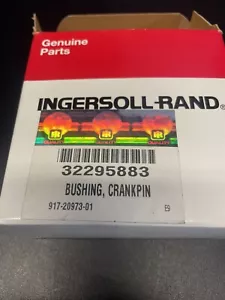 Genuine
Parts
INGERSOLL-RAND®
32295883
BUSHING, CRANKPIN
917-20973-01